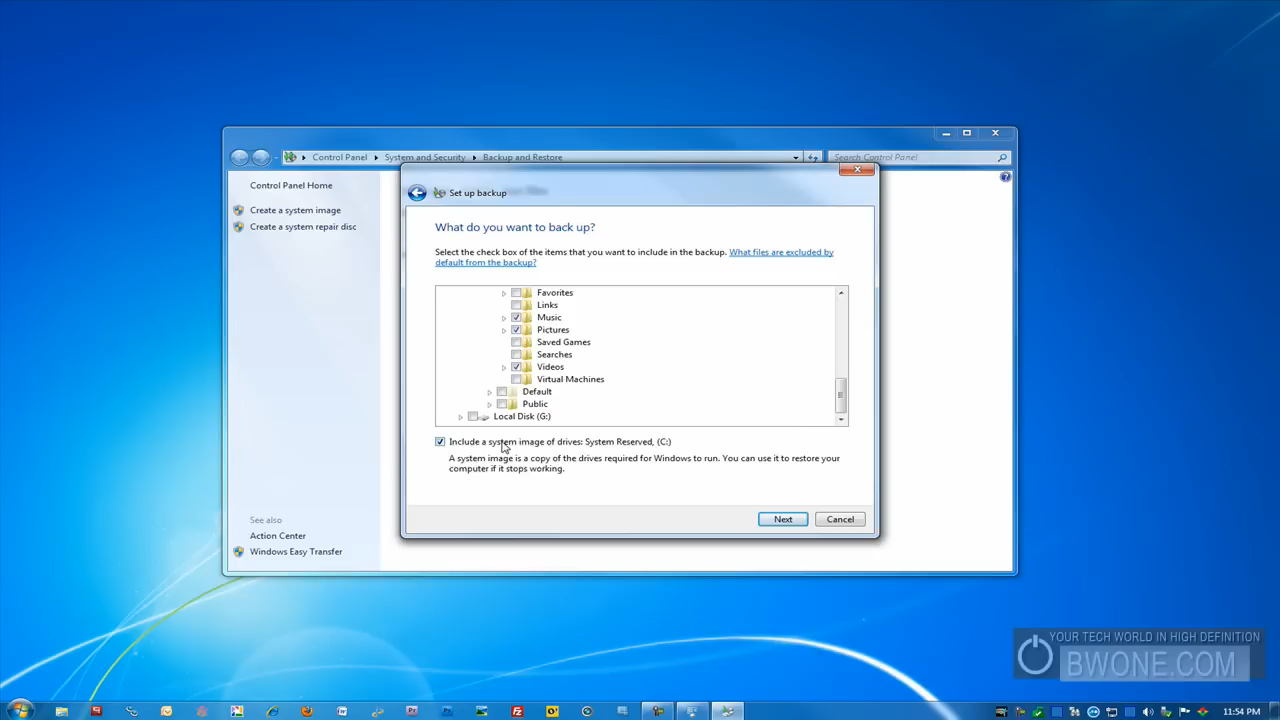 Control Panel System and Security Backup and Restore Search Control Panel
Control Panel Home
Create a system image
Create a system repair disc
Set up backup
What do you want to back up?
Select the check box of the items that you want to include in the backup. What files are excluded by
default from the backup?
Favorites
Links
Music
Pictures
Saved Games
Searches
Videos
Virtual Machines
Default
Public
Local Disk (G:)
Include a system image of drives: System Reserved, (C:)
A system image is a copy of the drives required for Windows to run. You can use it to restore your
computer if it stops working.
Next Cancel
See also
Action Center
Windows Easy Transfer
YOUR TECH WORLD IN HIGH DEFINITION
BWONE.COM
11:54 PM